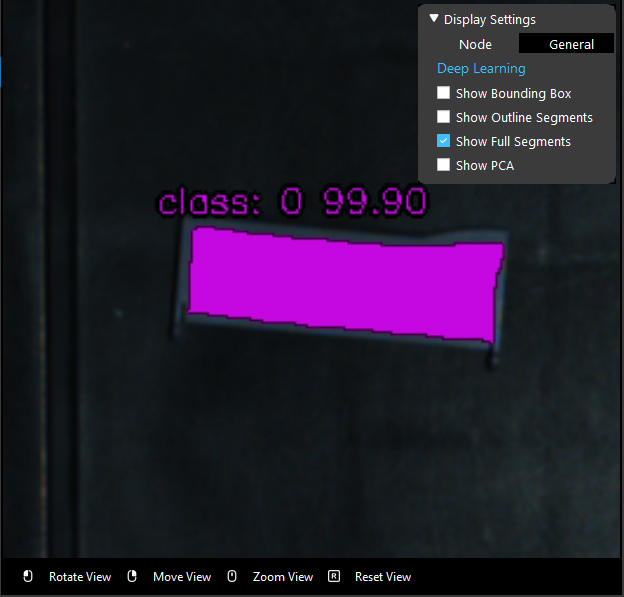 Display Settings
Node General
Deep Learning
Show Bounding Box
Show Outline Segments
Show Full Segments
Show PCA
class: 0 99.90
Rotate View Move View Zoom View R Reset View